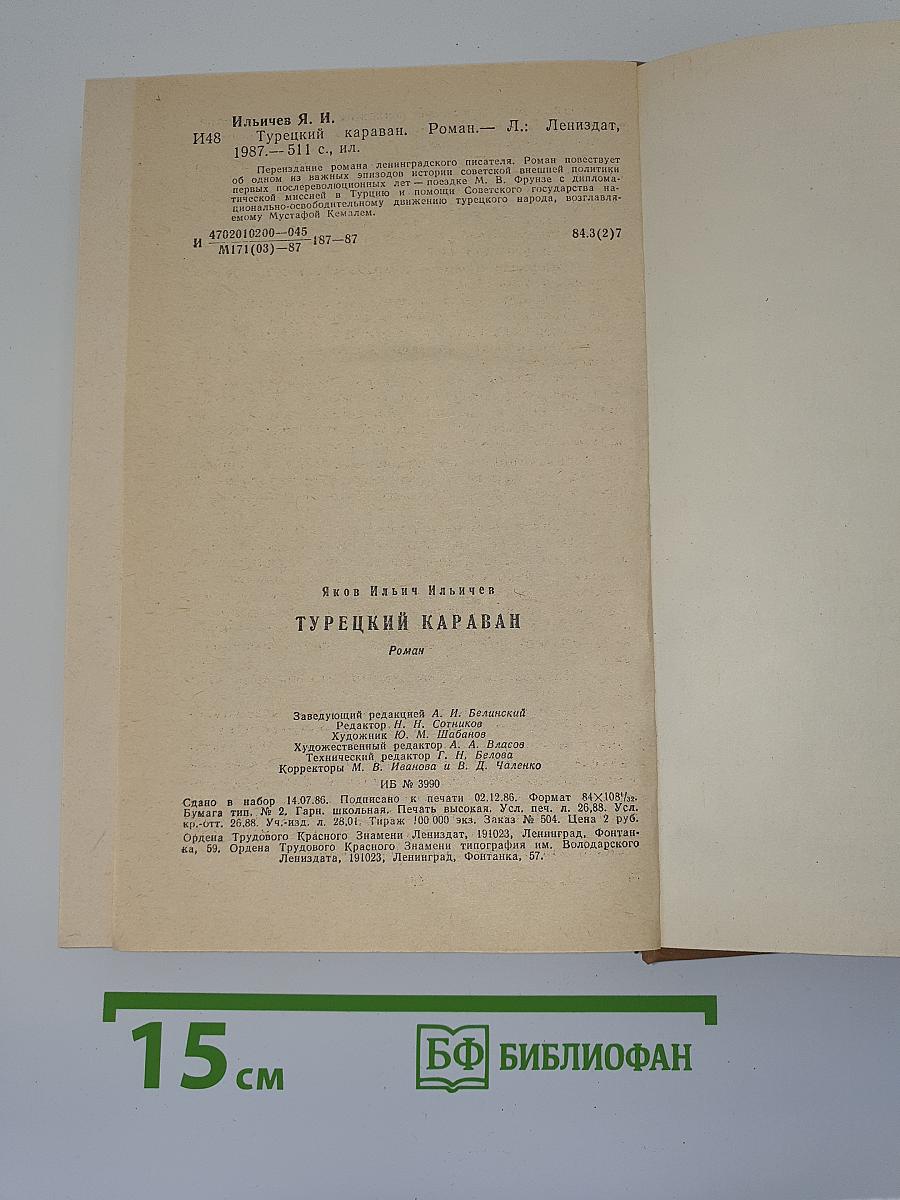 Ильичев Я. И.
И48 Турецкий караван. Роман.— Л.: Лениздат,
1987.— 511 с., ил.
Переиздание романа ленинградского писателя. Роман повествует
об одном из важных эпизодов истории советской внешней политики
первых послереволюционных лет — поездке М. В. Фрунзе с диплома-
тической миссией в Турцию и помощи Советского государства на-
ционально-освободительному движению турецкого народа, возглавля-
емому Мустафой Кемалем.
И 4702010200—045
М171(03)—87 187—87 84.3(2)7
Яков Ильич Ильичев
ТУРЕЦКИЙ КАРАВАН
Роман
Заведующий редакцией А. И. Белинский
Редактор Н. Н. Сотников
Художник Ю. М. Шабанов
Художественный редактор А. А. Власов
Технический редактор Г. Н. Белова
Корректоры М. В. Иванова и В. Д. Чаленко
ИБ № 3990
Сдано в набор 14.07.86. Подписано к печати 02.12.86. Формат 84×108¹/₃₂.
Бумага тип. № 2. Гарн. школьная. Печать высокая. Усл. печ. л. 26,88. Усл.
кр.-отт. 26,88. Уч.-изд. л. 28,01. Тираж 100 000 экз. Заказ № 504. Цена 2 руб.
Ордена Трудового Красного Знамени Лениздат, 191023, Ленинград, Фонтан-
ка, 59. Ордена Трудового Красного Знамени типография им. Володарского
Лениздата, 191023, Ленинград, Фонтанка, 57.
15 см
БФ БИБЛИОФАН